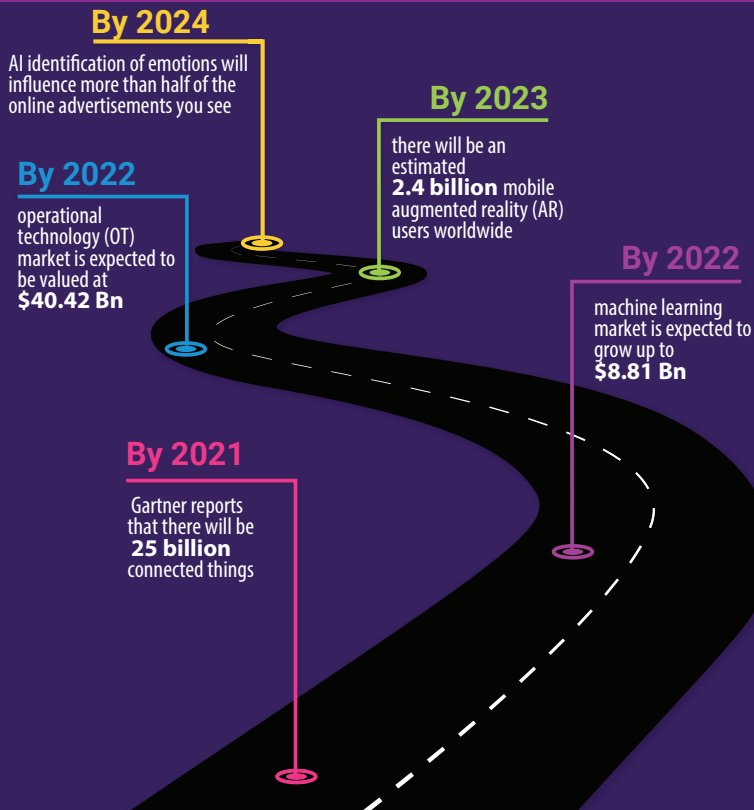 By 2024
AI identification of emotions will
influence more than half of the
online advertisements you see
By 2023
there will be an
estimated
2.4 billion mobile
augmented reality (AR)
users worldwide
By 2022
operational
technology (OT)
market is expected to
be valued at
$40.42 Bn
By 2022
machine learning
market is expected to
grow up to
$8.81 Bn
By 2021
Gartner reports
that there will be
25 billion
connected things